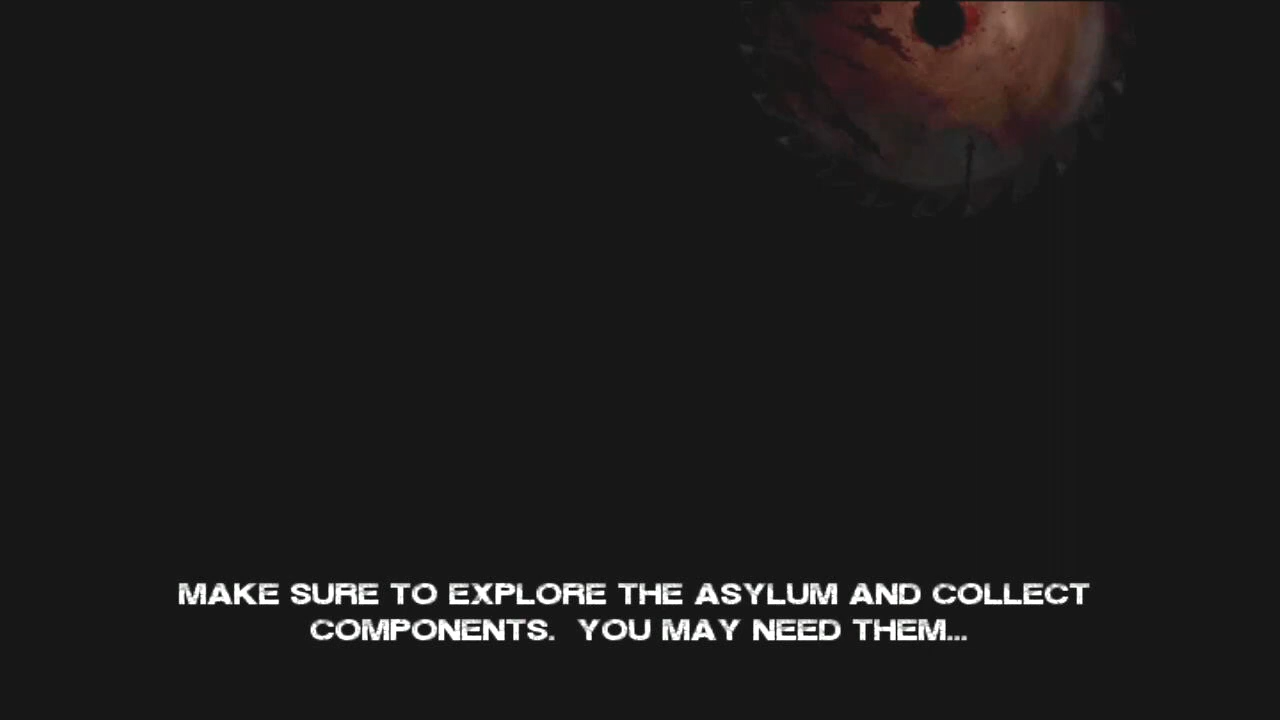 MAKE SURE TO EXPLORE THE ASYLUM AND COLLECT
COMPONENTS.  YOU MAY NEED THEM...